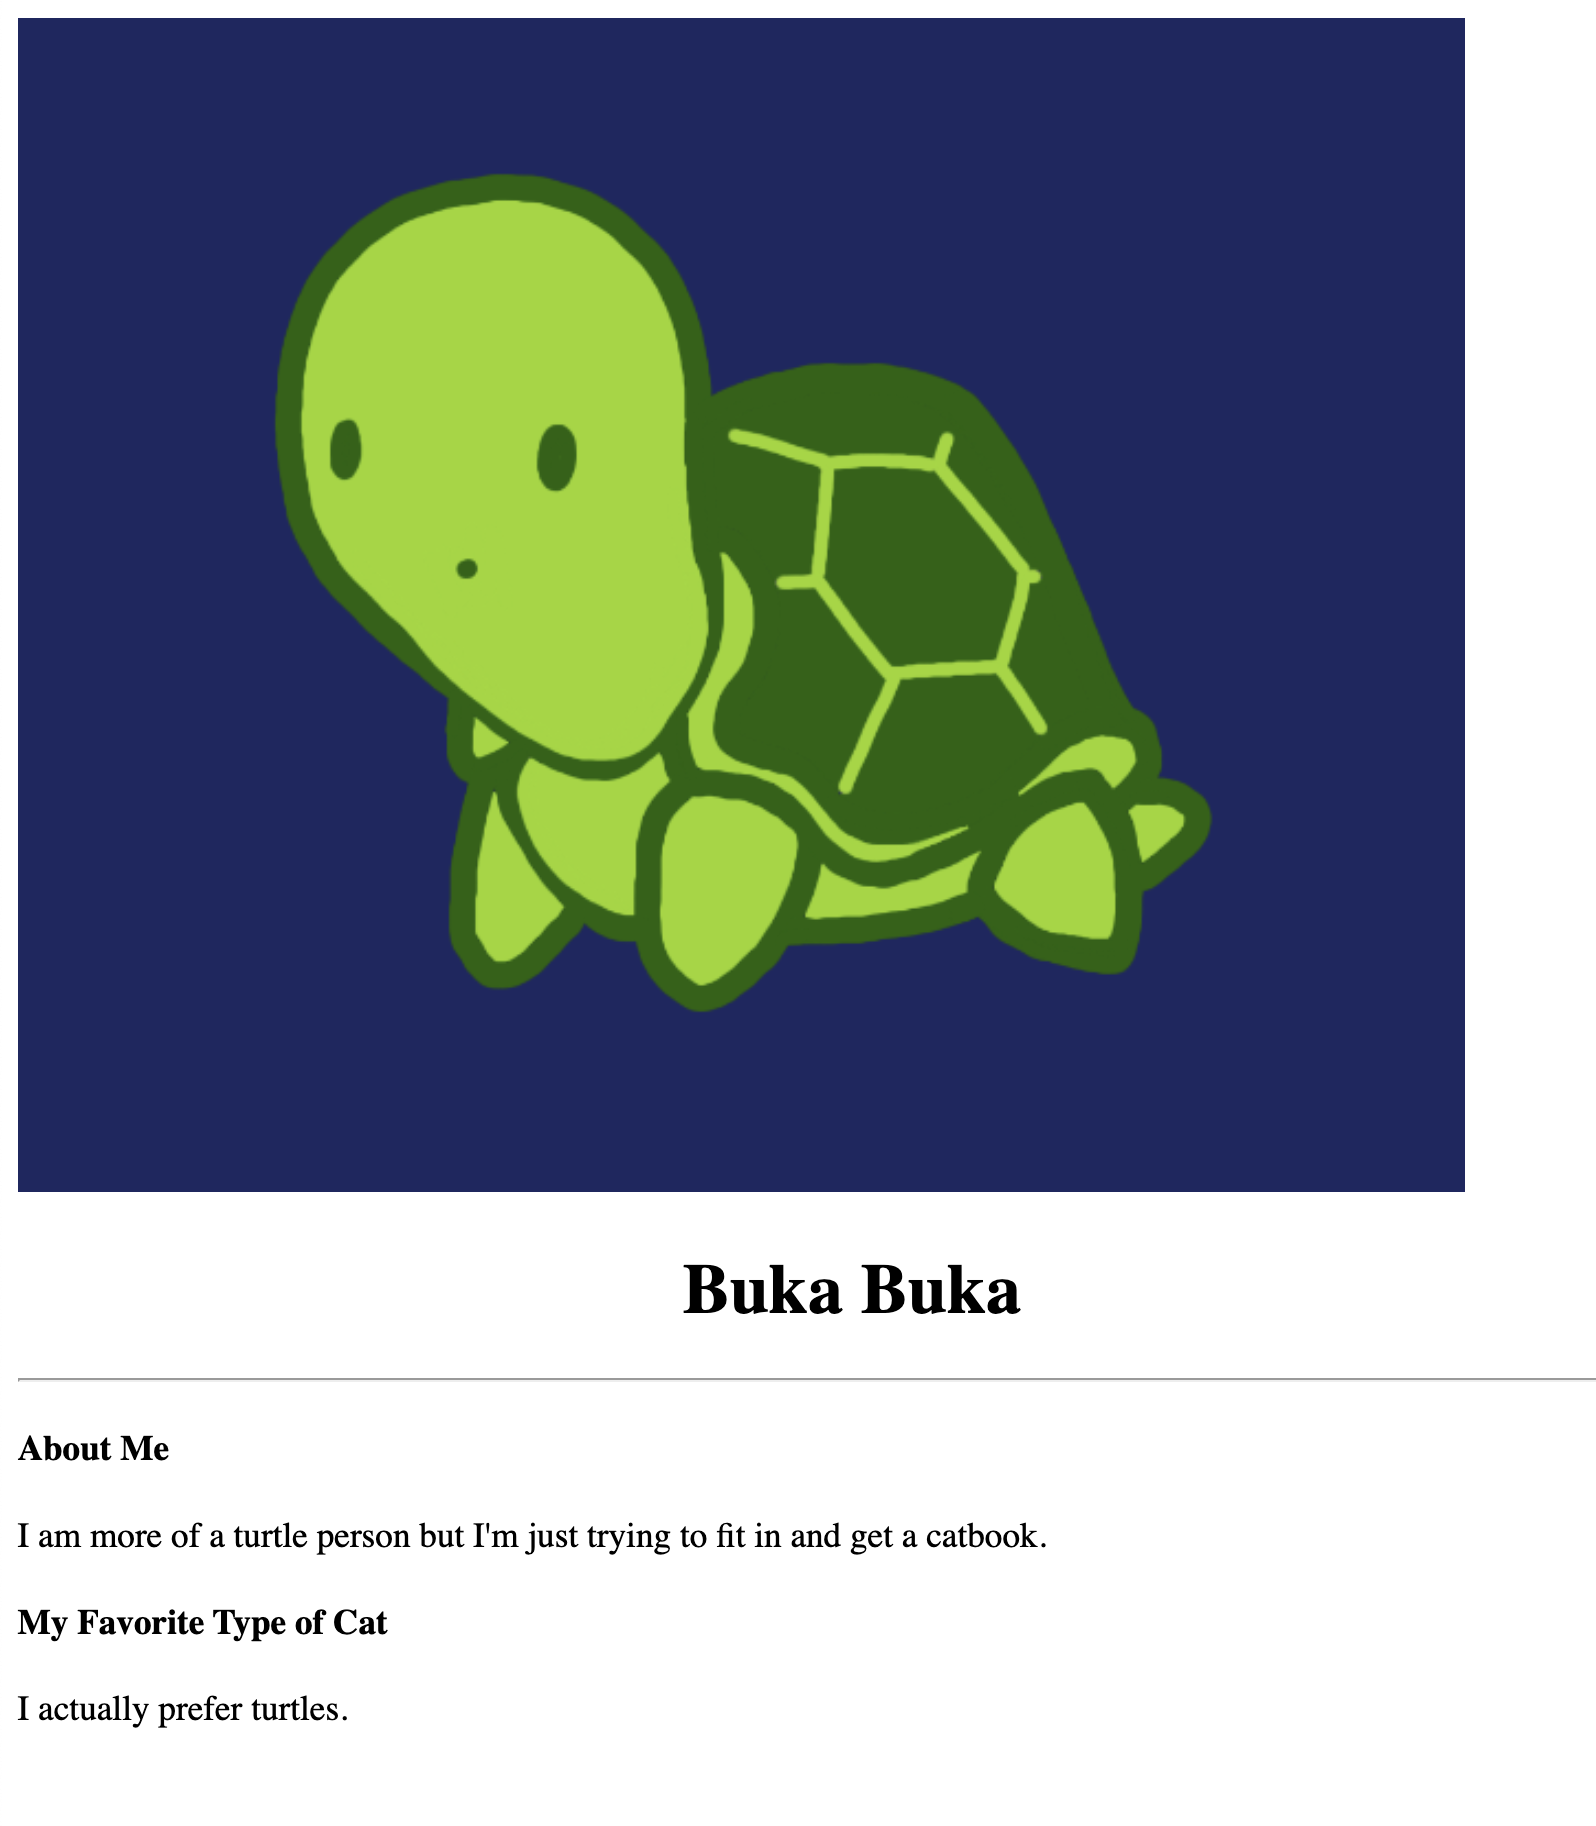 Buka Buka
About Me
I am more of a turtle person but I'm just trying to fit in and get a catbook.
My Favorite Type of Cat
I actually prefer turtles.